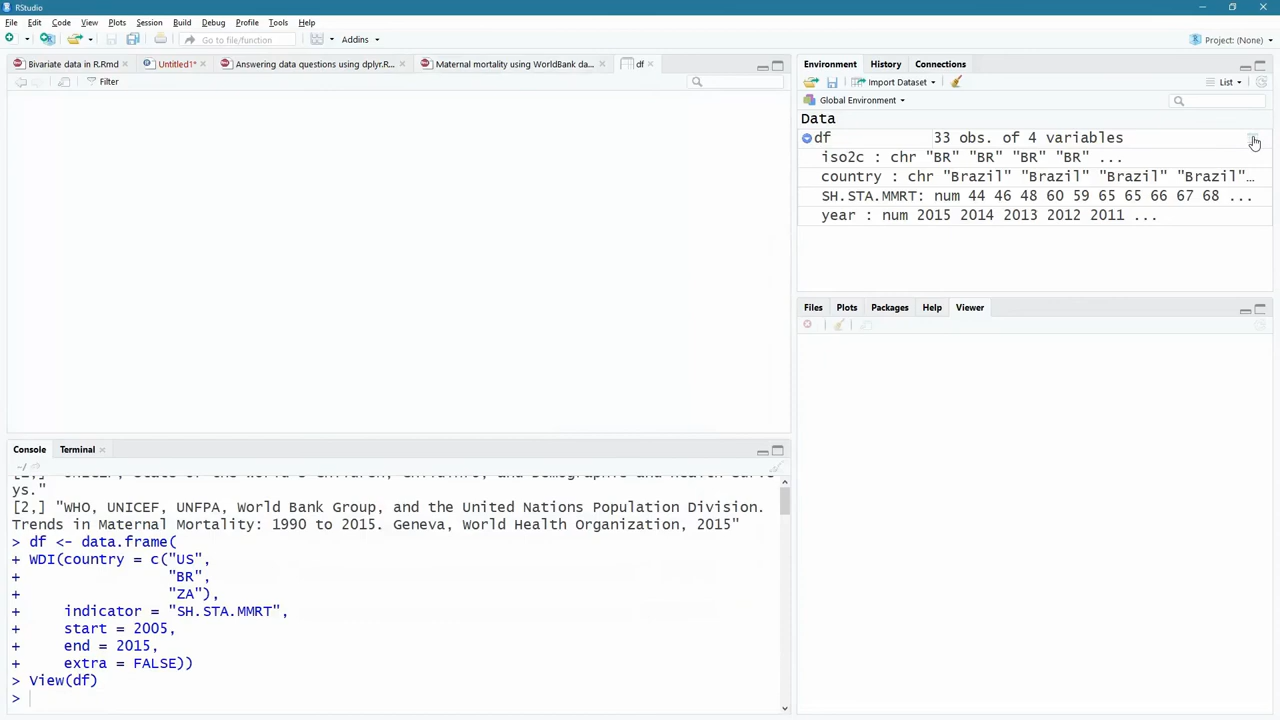 RStudio
File Edit Code View Plots Session Build Debug Profile Tools Help
Go to file/function Addins Project: (None)
Bivariate data in R.Rmd Untitled1* Answering data questions using dplyr.R... Maternal mortality using WorldBank da... df
Filter
Environment History Connections
Import Dataset List
Global Environment
Data
df 33 obs. of 4 variables
iso2c : chr "BR" "BR" "BR" "BR" ...
country : chr "Brazil" "Brazil" "Brazil" "Brazil"...
SH.STA.MMRT: num 44 46 48 60 59 65 65 66 67 68 ...
year : num 2015 2014 2013 2012 2011 ...
Files Plots Packages Help Viewer
Console Terminal
~/
ys."
[2,] "WHO, UNICEF, UNFPA, World Bank Group, and the United Nations Population Division.
Trends in Maternal Mortality: 1990 to 2015. Geneva, World Health Organization, 2015"
> df <- data.frame(
+ WDI(country = c("US",
+ "BR",
+ "ZA"),
+ indicator = "SH.STA.MMRT",
+ start = 2005,
+ end = 2015,
+ extra = FALSE))
> View(df)
>